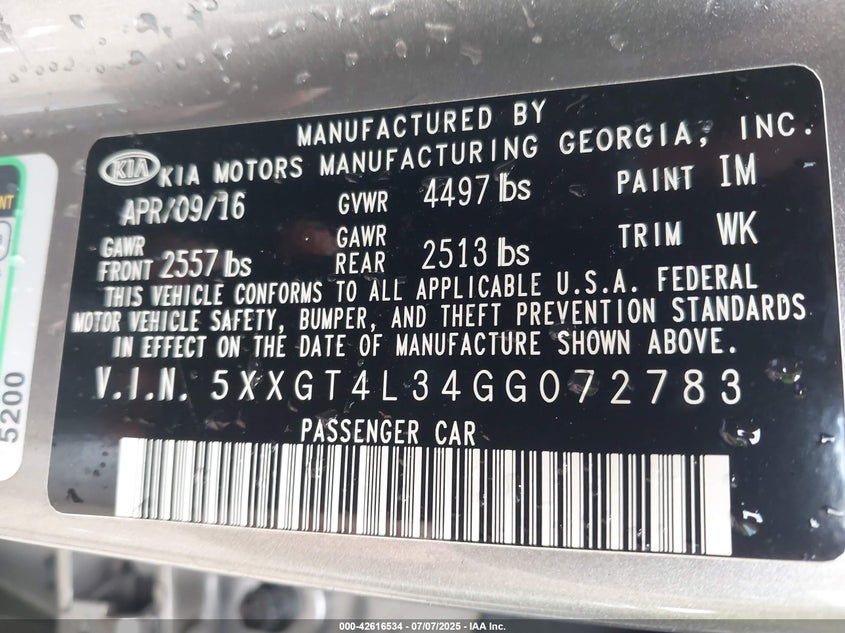 MANUFACTURED BY
KIA KIA MOTORS MANUFACTURING GEORGIA, INC.
APR/09/16 GVWR 4497 lbs PAINT IM
GAWR FRONT 2557 lbs GAWR REAR 2513 lbs TRIM WK
THIS VEHICLE CONFORMS TO ALL APPLICABLE U.S.A. FEDERAL
MOTOR VEHICLE SAFETY, BUMPER, AND THEFT PREVENTION STANDARDS
IN EFFECT ON THE DATE OF MANUFACTURE SHOWN ABOVE.
V.I.N. 5XXGT4L34GG072783
PASSENGER CAR
5200
000-42616534 - 07/07/2025 - IAA Inc.